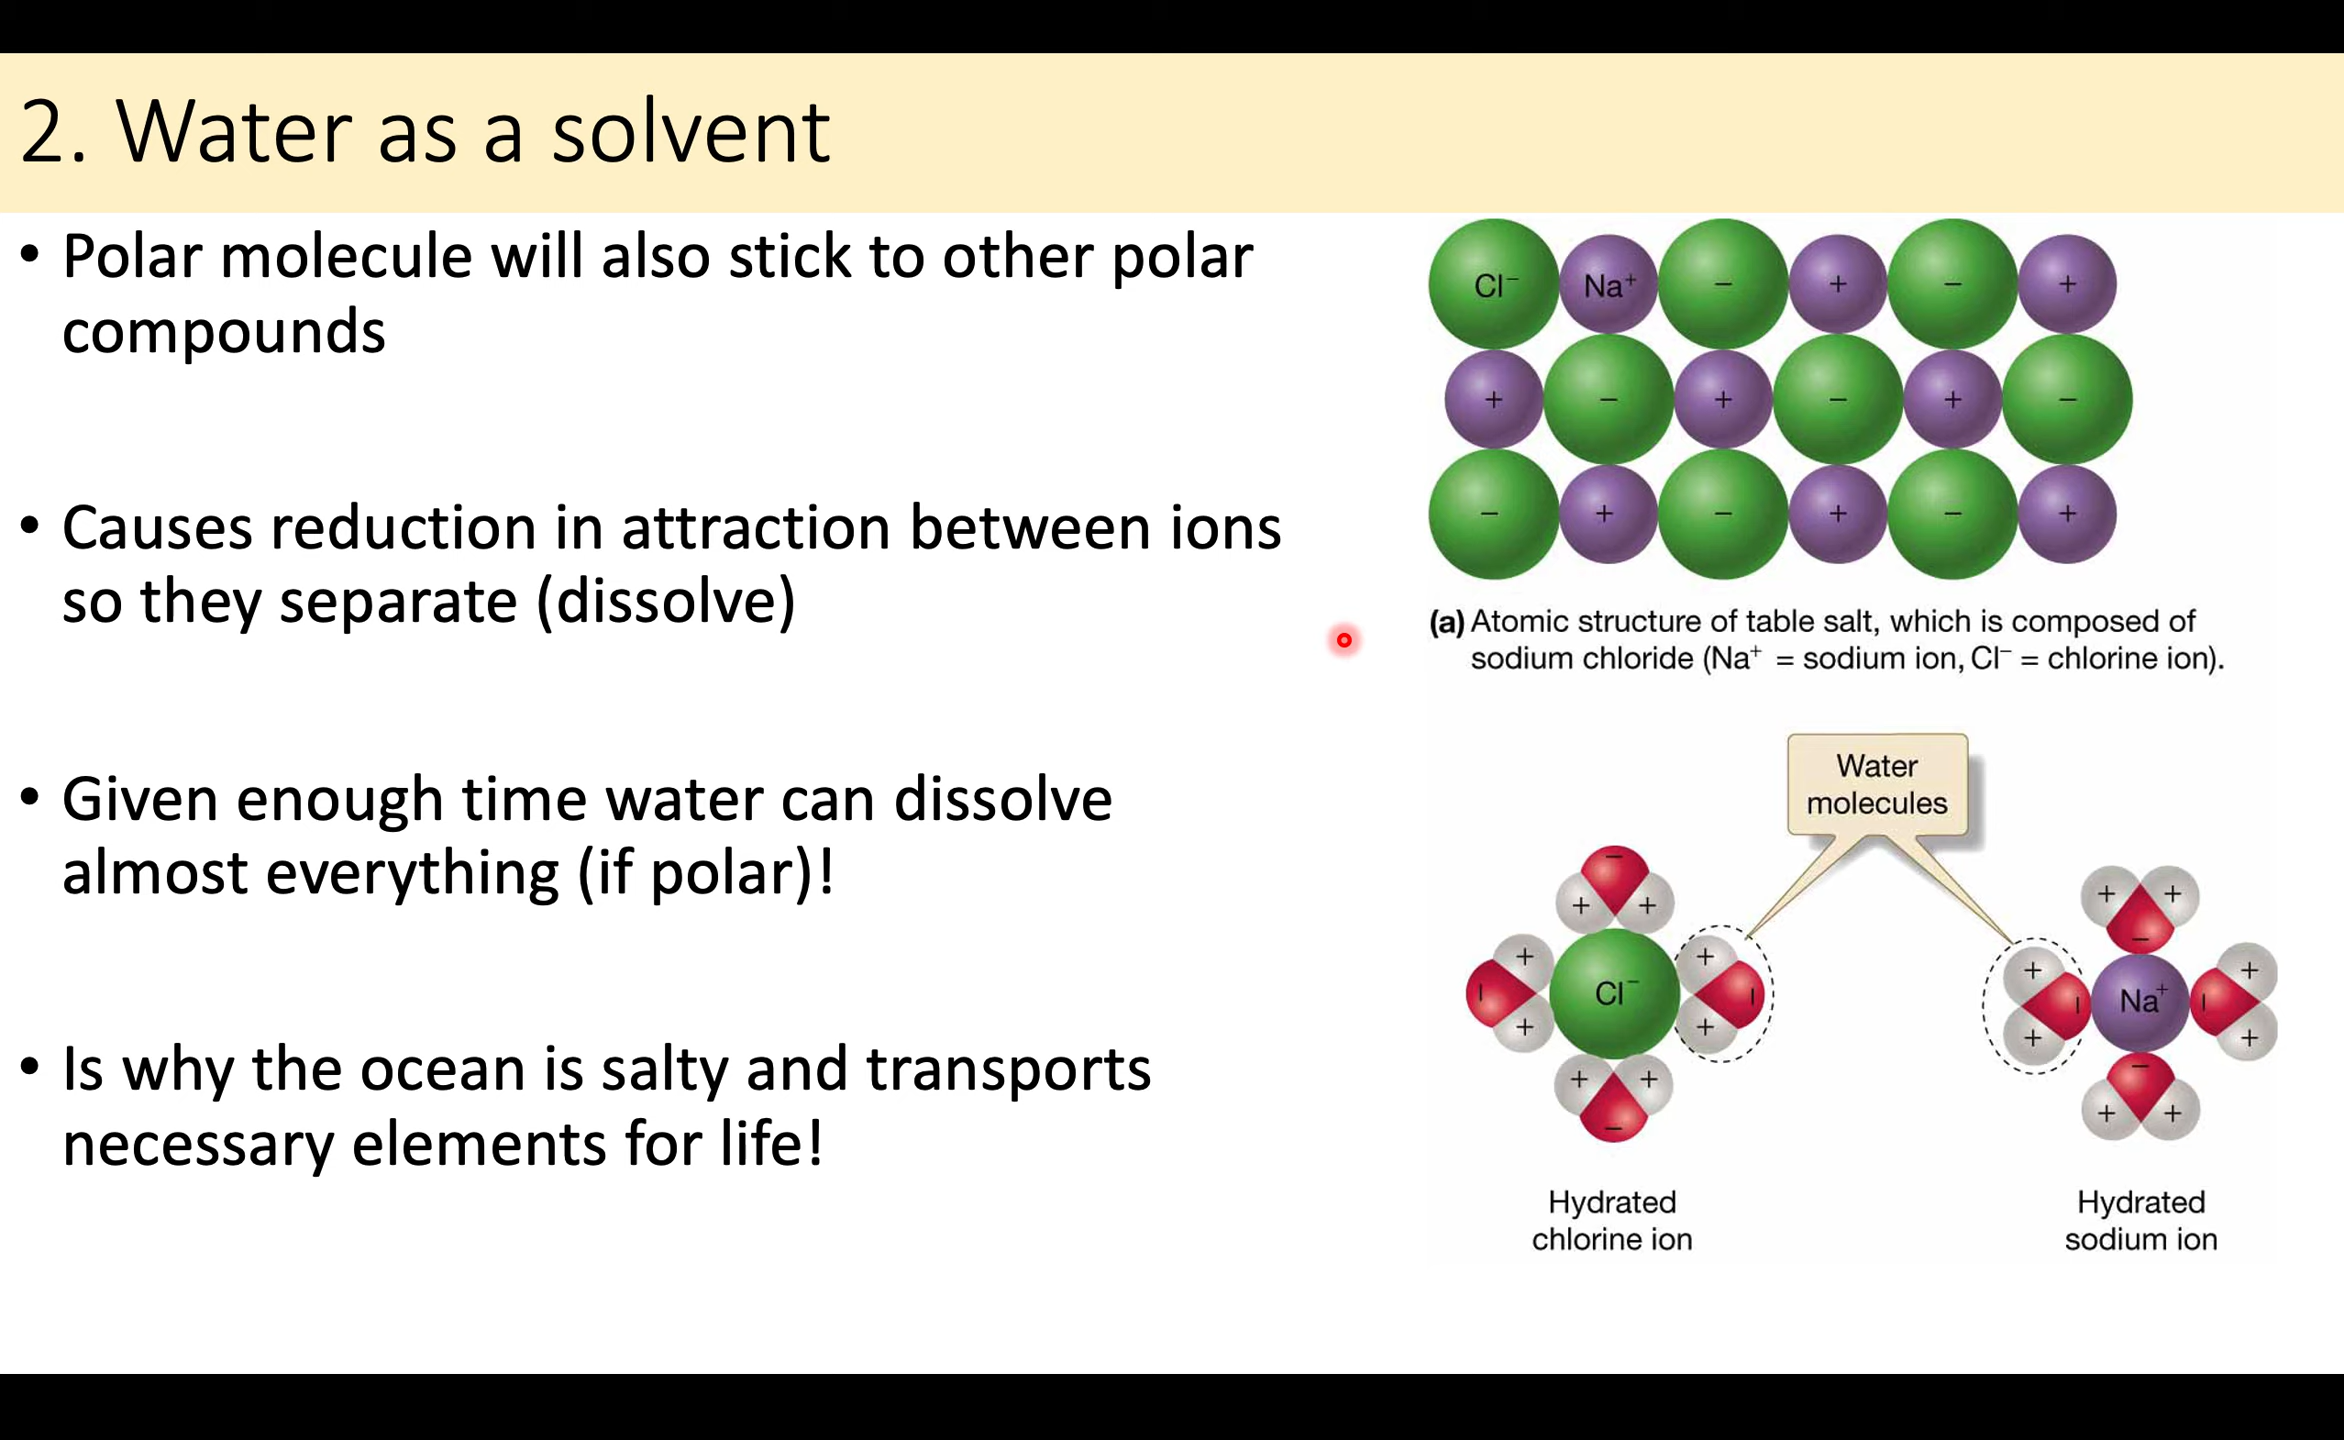 2. Water as a solvent
• Polar molecule will also stick to other polar
compounds
• Causes reduction in attraction between ions
so they separate (dissolve)
• Given enough time water can dissolve
almost everything (if polar)!
• Is why the ocean is salty and transports
necessary elements for life!
Cl⁻ Na⁺ − + − +
+ − + − + −
− + − + − +
(a) Atomic structure of table salt, which is composed of
sodium chloride (Na⁺ = sodium ion, Cl⁻ = chlorine ion).
Water
molecules
−
+ +
+ +
− Cl⁻ −
+ +
+ +
−
Hydrated
chlorine ion
+ +
−
+ +
− Na⁺ −
+ +
−
+ +
Hydrated
sodium ion